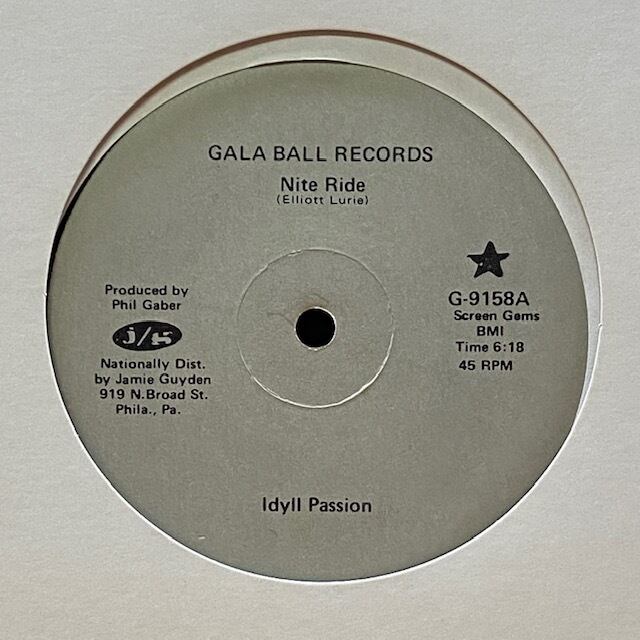 GALA BALL RECORDS
Nite Ride
(Elliott Lurie)
Produced by
Phil Gaber
j/g
Nationally Dist.
by Jamie Guyden
919 N.Broad St.
Phila., Pa.
G-9158A
Screen Gems
BMI
Time 6:18
45 RPM
Idyll Passion